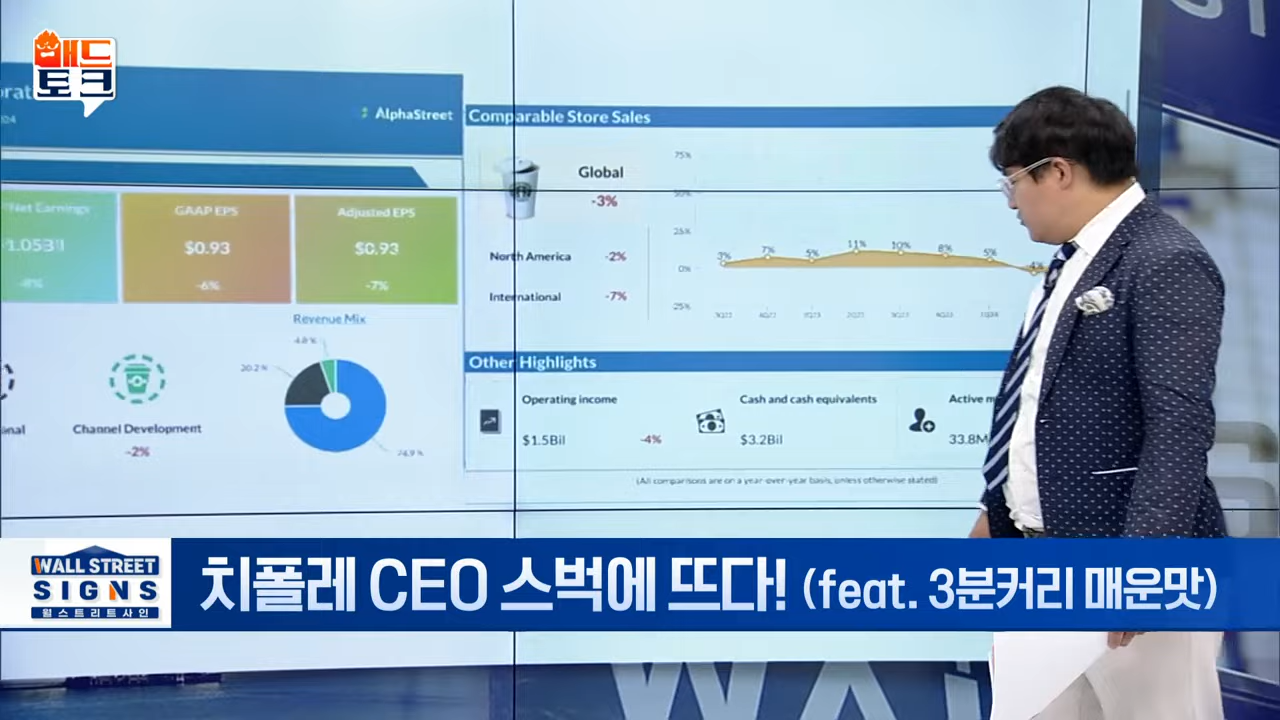 매드
토크
AlphaStreet
Comparable Store Sales
Global
-3%
North America -2%
International -7%
75%
50%
25%
0%
-25%
3% 7% 5% 11% 10% 8% 5% -4%
Net Earnings
GAAP EPS
$0.93
-6%
Adjusted EPS
$0.93
-7%
Revenue Mix
4.8%
20.2%
74.9%
Channel Development
-2%
Other Highlights
Operating income
$1.5Bil -4%
Cash and cash equivalents
$3.2Bil
Active
33.8M
(All comparisons are on a year-over-year basis, unless otherwise stated)
WALL STREET
SIGNS
월스트리트사인
치폴레 CEO 스벅에 뜨다! (feat. 3분커리 매운맛)